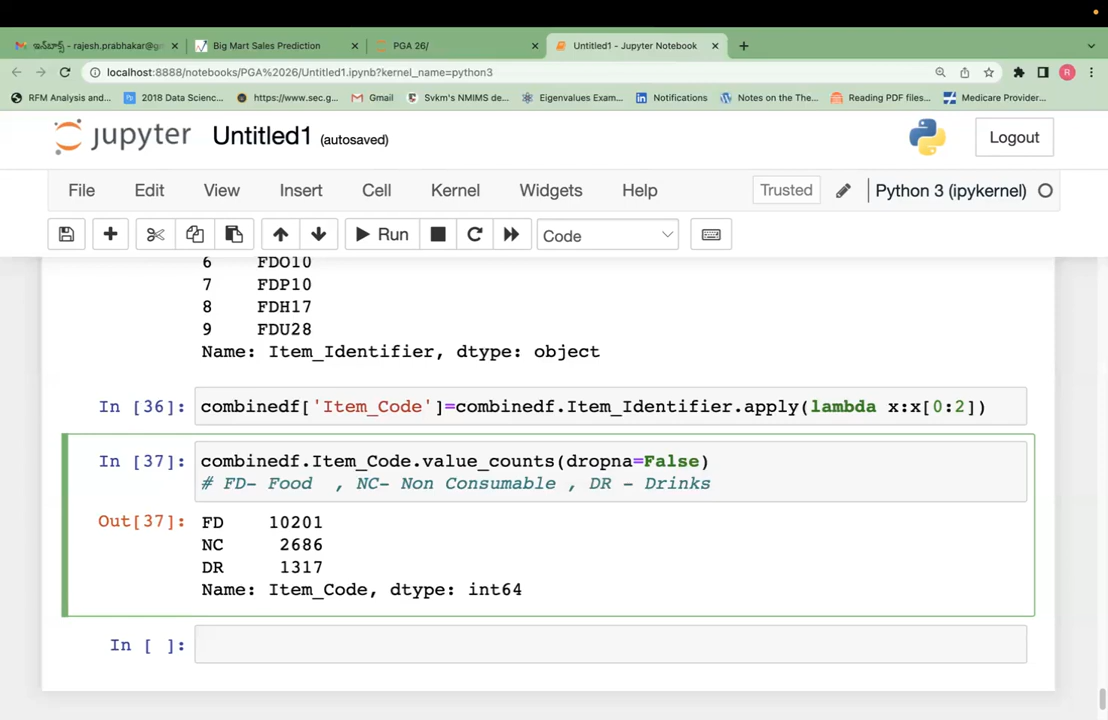 ఇన్‌బాక్స్ - rajesh.prabhakar@gm
Big Mart Sales Prediction
PGA 26/
Untitled1 - Jupyter Notebook
localhost:8888/notebooks/PGA%2026/Untitled1.ipynb?kernel_name=python3
R
RFM Analysis and...
2018 Data Scienc...
https://www.sec.g...
Gmail
Svkm's NMIMS de...
Eigenvalues Exam...
Notifications
Notes on the The...
Reading PDF files...
Medicare Provider...
jupyter Untitled1 (autosaved)
Logout
File Edit View Insert Cell Kernel Widgets Help
Trusted
Python 3 (ipykernel)
Run
Code
6 FDO10
7 FDP10
8 FDH17
9 FDU28
Name: Item_Identifier, dtype: object
In [36]: combinedf['Item_Code']=combinedf.Item_Identifier.apply(lambda x:x[0:2])
In [37]: combinedf.Item_Code.value_counts(dropna=False)
# FD- Food , NC- Non Consumable , DR - Drinks
Out[37]: FD 10201
NC 2686
DR 1317
Name: Item_Code, dtype: int64
In [ ]: